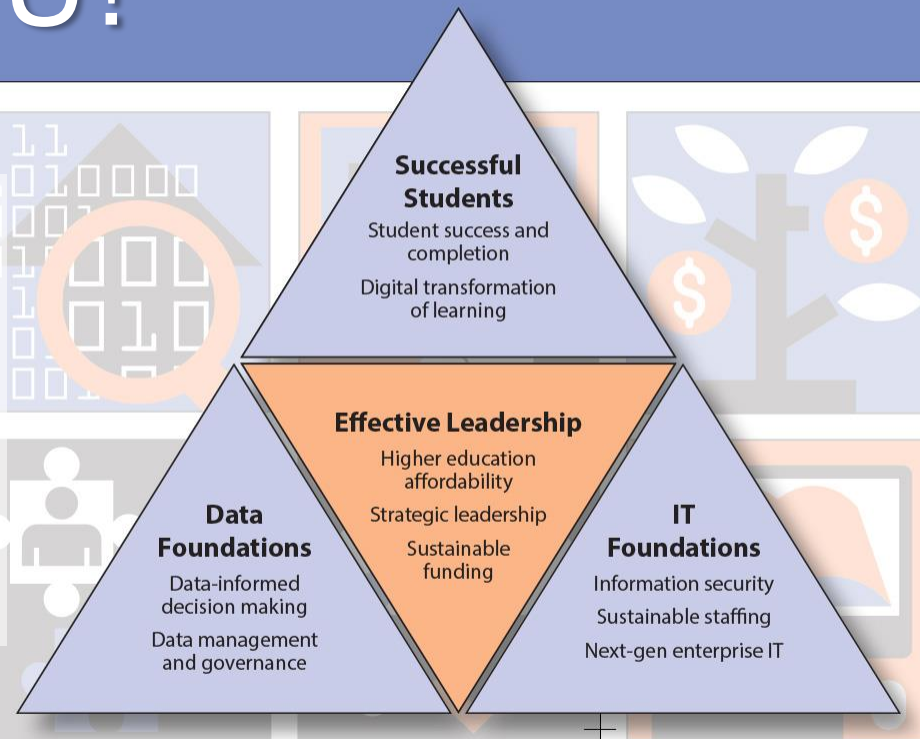 Successful
Students
Student success and
completion
Digital transformation
of learning
Effective Leadership
Higher education
affordability
Strategic leadership
Sustainable
funding
Data
Foundations
Data-informed
decision making
Data management
and governance
IT
Foundations
Information security
Sustainable staffing
Next-gen enterprise IT